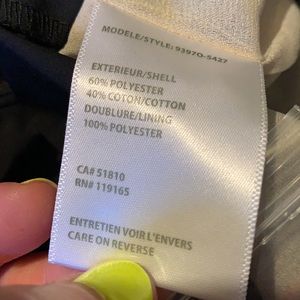 MODELE/STYLE: 9397O-5427
EXTERIEUR/SHELL
60% POLYESTER
40% COTON/COTTON
DOUBLURE/LINING
100% POLYESTER
CA# 51810
RN# 119165
ENTRETIEN VOIR L'ENVERS
CARE ON REVERSE